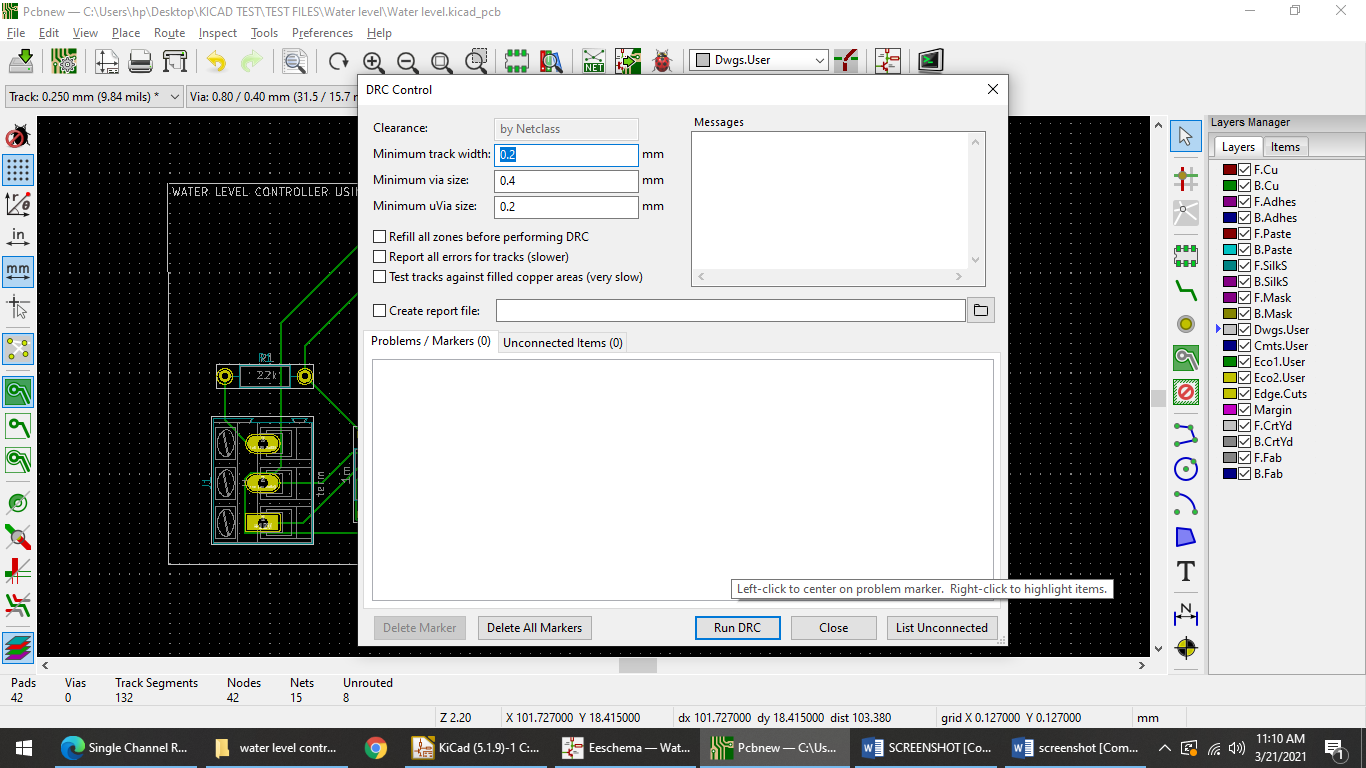 Pcbnew — C:\Users\hp\Desktop\KICAD TEST\TEST FILES\Water level\Water level.kicad_pcb
File Edit View Place Route Inspect Tools Preferences Help
NET
Dwgs.User
Track: 0.250 mm (9.84 mils) *
Via: 0.80 / 0.40 mm (31.5 / 15.7 m
in
mm
WATER LEVEL CONTROLLER USIN
R1
22k
J1
term
DRC Control
Clearance: by Netclass
Minimum track width: 0.2 mm
Minimum via size: 0.4 mm
Minimum uVia size: 0.2 mm
Messages
Refill all zones before performing DRC
Report all errors for tracks (slower)
Test tracks against filled copper areas (very slow)
Create report file:
Problems / Markers (0)
Unconnected Items (0)
Left-click to center on problem marker.  Right-click to highlight items.
Delete Marker
Delete All Markers
Run DRC
Close
List Unconnected
T
N
Layers Manager
Layers Items
F.Cu
B.Cu
F.Adhes
B.Adhes
F.Paste
B.Paste
F.SilkS
B.SilkS
F.Mask
B.Mask
Dwgs.User
Cmts.User
Eco1.User
Eco2.User
Edge.Cuts
Margin
F.CrtYd
B.CrtYd
F.Fab
B.Fab
Pads Vias Track Segments Nodes Nets Unrouted
42 0 132 42 15 8
Z 2.20 X 101.727000 Y 18.415000 dx 101.727000 dy 18.415000 dist 103.380 grid X 0.127000 Y 0.127000 mm
Single Channel R...
water level contr...
KiCad (5.1.9)-1 C:...
Eeschema — Wat...
Pcbnew — C:\Us...
SCREENSHOT [Co...
screenshot [Com...
11:10 AM
3/21/2021
1